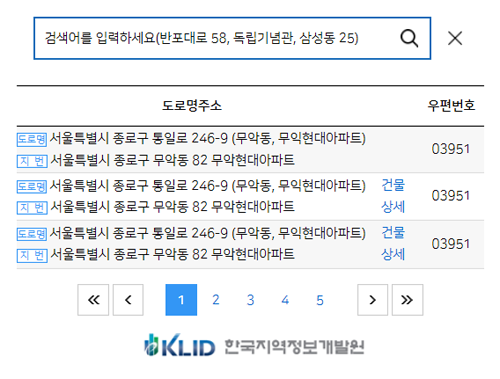 검색어를 입력하세요(반포대로 58, 독립기념관, 삼성동 25)
도로명주소 우편번호
도로명 서울특별시 종로구 통일로 246-9 (무악동, 무익현대아파트)
03951
지 번 서울특별시 종로구 무악동 82 무악현대아파트
도로명 서울특별시 종로구 통일로 246-9 (무악동, 무익현대아파트) 건물
03951
지 번 서울특별시 종로구 무악동 82 무악현대아파트 상세
도로명 서울특별시 종로구 통일로 246-9 (무악동, 무익현대아파트) 건물
03951
지 번 서울특별시 종로구 무악동 82 무악현대아파트 상세
1 2 3 4 5
KLID 한국지역정보개발원